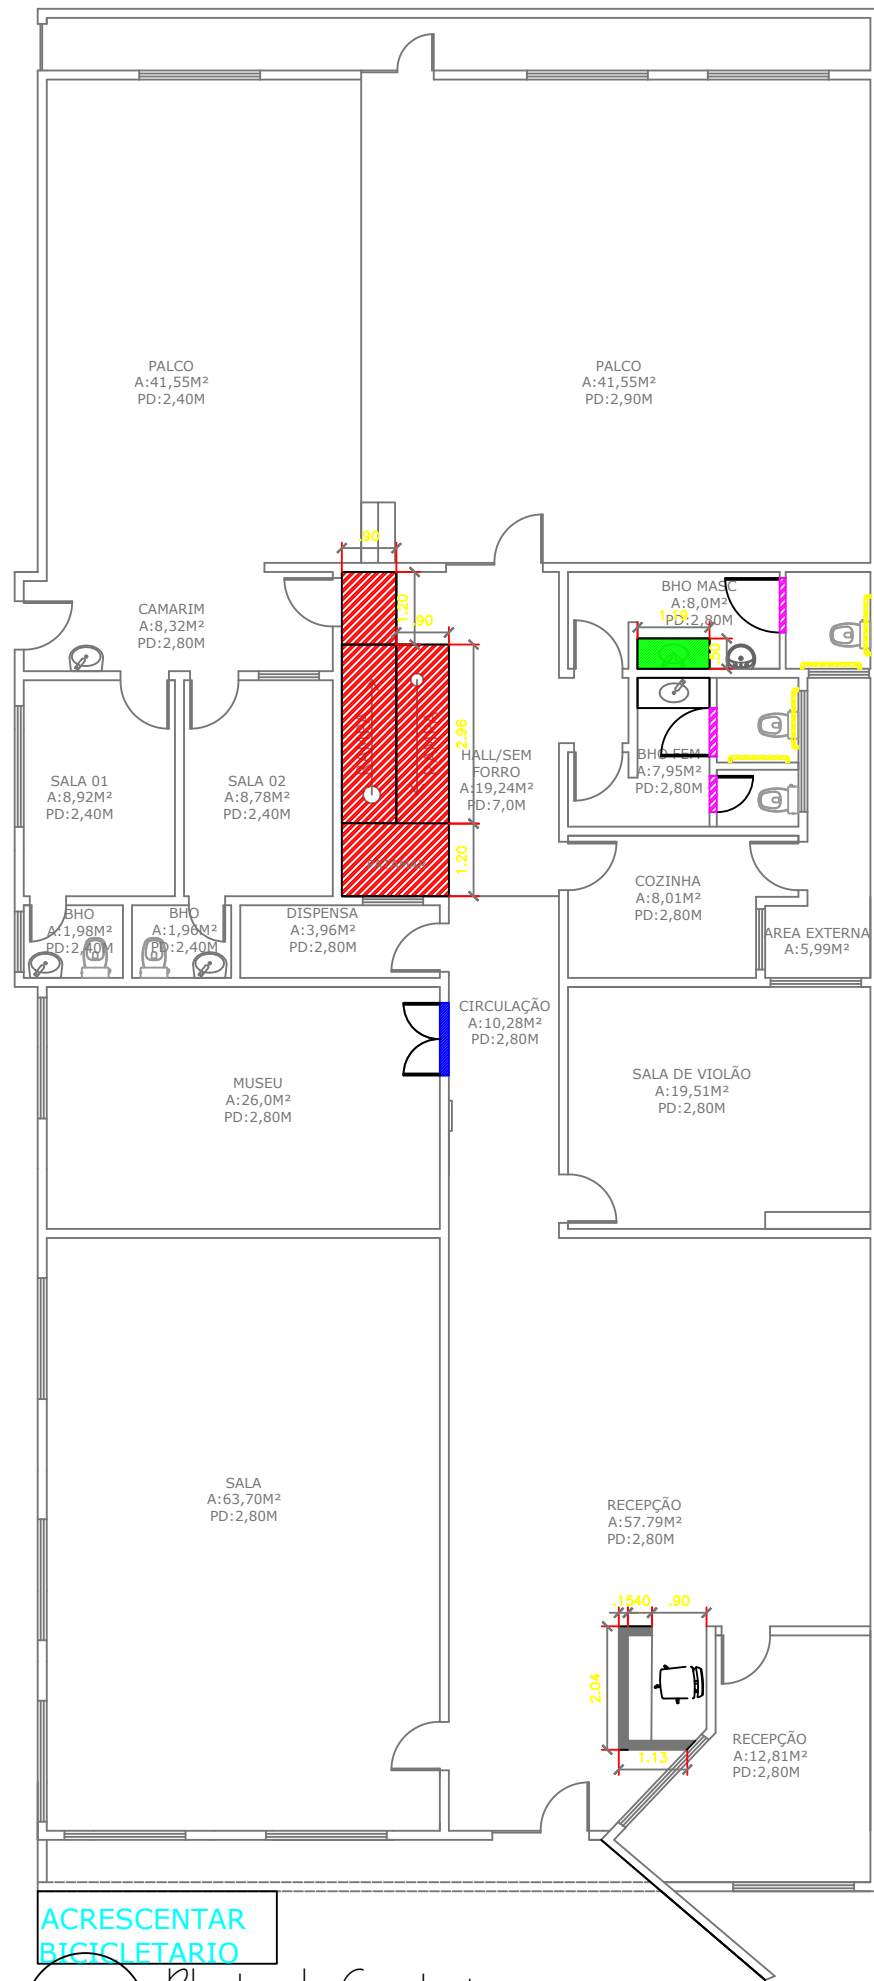 PALCO
A:41,55M²
PD:2,40M
PALCO
A:41,55M²
PD:2,90M
.90
1.20
.90
CAMARIM
A:8,32M²
PD:2,80M
BHO MASC
A:8,0M²
PD:2,80M
1.19
.50
2.96
HALL/SEM
FORRO
A:19,24M²
PD:7,0M
BHO FEM
A:7,95M²
PD:2,80M
SALA 01
A:8,92M²
PD:2,40M
SALA 02
A:8,78M²
PD:2,40M
1.20
COZINHA
A:8,01M²
PD:2,80M
BHO
A:1,98M²
PD:2,40M
BHO
A:1,96M²
PD:2,40M
DISPENSA
A:3,96M²
PD:2,80M
AREA EXTERNA
A:5,99M²
CIRCULAÇÃO
A:10,28M²
PD:2,80M
MUSEU
A:26,0M²
PD:2,80M
SALA DE VIOLÃO
A:19,51M²
PD:2,80M
SALA
A:63,70M²
PD:2,80M
RECEPÇÃO
A:57.79M²
PD:2,80M
.15 .40 .90
2.04
1.13
RECEPÇÃO
A:12,81M²
PD:2,80M
ACRESCENTAR
BICICLETARIO